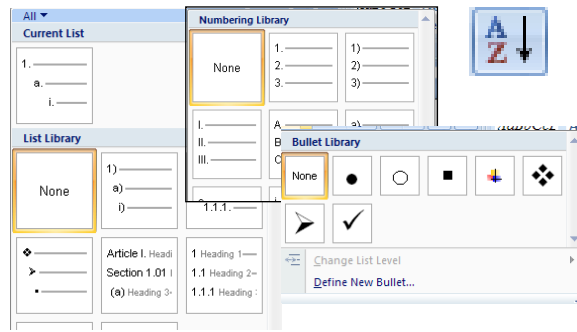 All
Current List
1.
a.
i.
List Library
None
1)
a)
i)
1.1.1.
Article I. Headi
Section 1.01
(a) Heading 3
1 Heading 1
1.1 Heading 2
1.1.1 Heading
Numbering Library
None
1.
2.
3.
1)
2)
3)
I.
II.
III.
A
B
C
a)
A
Z
Bullet Library
None
Change List Level
Define New Bullet...